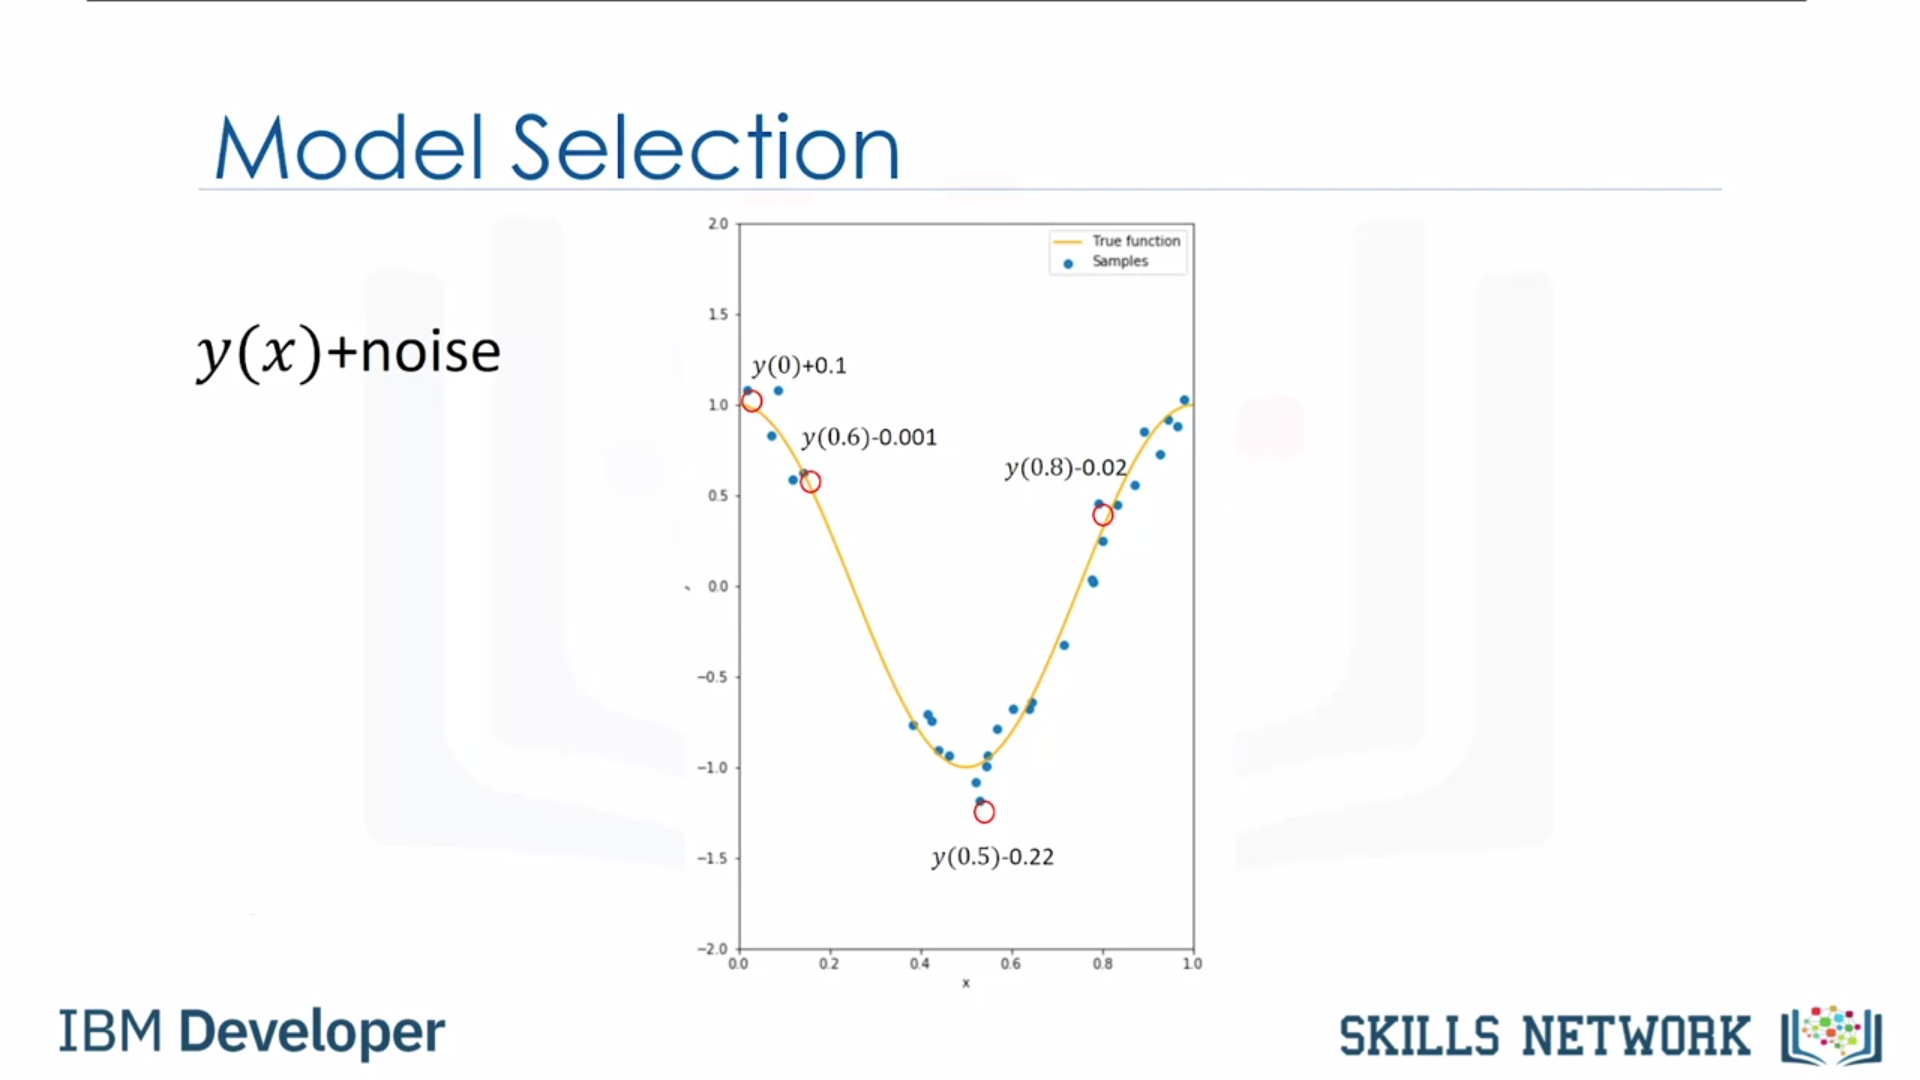 Model Selection
y(x)+noise
True function
Samples
y(0)+0.1
y(0.6)-0.001
y(0.8)-0.02
y(0.5)-0.22
2.0
1.5
1.0
0.5
0.0
−0.5
−1.0
−1.5
−2.0
0.0 0.2 0.4 0.6 0.8 1.0
x
IBM Developer
SKILLS NETWORK